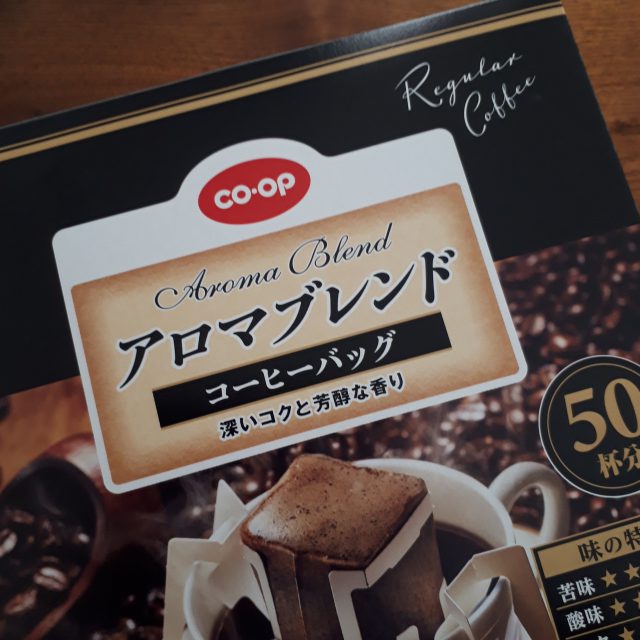 Regular
Coffee
CO・OP
Aroma Blend
アロマブレンド
コーヒーバッグ
深いコクと芳醇な香り
50
杯分
味の特
苦味 ★★
酸味 ★★